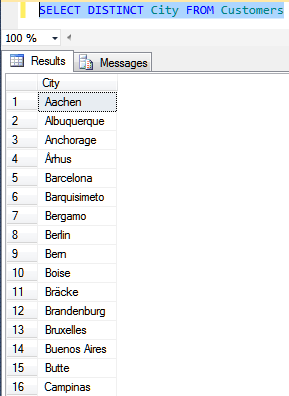 SELECT DISTINCT City FROM Customers
100 %
Results Messages
City
1 Aachen
2 Albuquerque
3 Anchorage
4 Århus
5 Barcelona
6 Barquisimeto
7 Bergamo
8 Berlin
9 Bern
10 Boise
11 Bräcke
12 Brandenburg
13 Bruxelles
14 Buenos Aires
15 Butte
16 Campinas